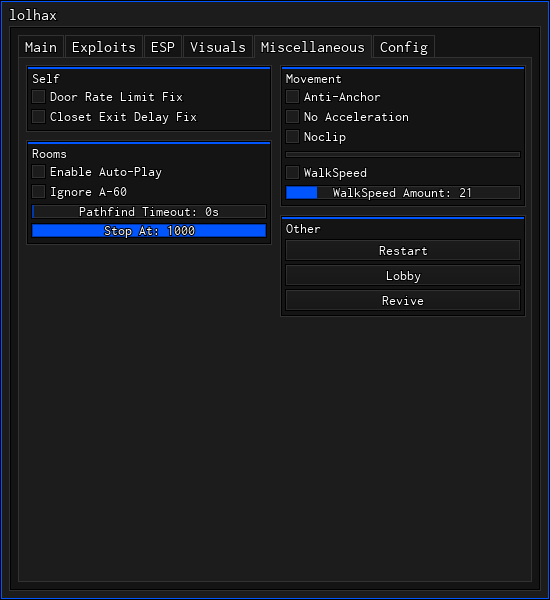 lolhax
Main Exploits ESP Visuals Miscellaneous Config
Self
Door Rate Limit Fix
Closet Exit Delay Fix
Rooms
Enable Auto-Play
Ignore A-60
Pathfind Timeout: 0s
Stop At: 1000
Movement
Anti-Anchor
No Acceleration
Noclip
WalkSpeed
WalkSpeed Amount: 21
Other
Restart
Lobby
Revive